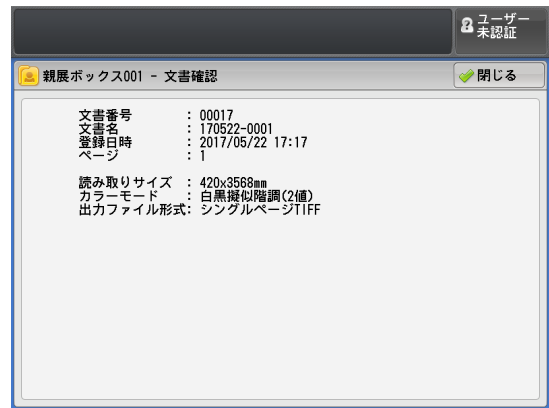 ユーザー
未認証
親展ボックス001 - 文書確認
閉じる
文書番号 : 00017
文書名 : 170522-0001
登録日時 : 2017/05/22 17:17
ページ : 1
読み取りサイズ : 420x3568mm
カラーモード : 白黒擬似階調(2値)
出力ファイル形式: シングルページTIFF